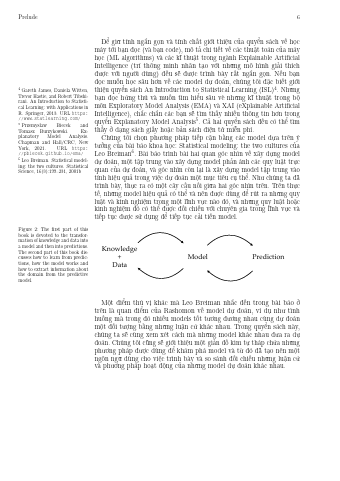 Prelude 6
Để giữ tính ngắn gọn và tính chất giới thiệu của quyển sách về học
máy tới bạn đọc (và bạn code), mô tả chi tiết về các thuật toán của máy
học (ML algorithms) và các kĩ thuật trong ngành Explainable Artificial
Intelligence (trí thông minh nhân tạo với những mô hình giải thích
được với người dùng) đều sẽ được trình bày rất ngắn gọn. Nếu bạn
đọc muốn học sâu hơn về các mô dự đoán, chúng tôi đặc biệt giới
thiệu quyển sách An Introduction to Statistical Learning (ISL)⁴. Nhưng
bạn đọc hứng thú và muốn tìm hiểu sâu về những kĩ thuật trong bộ
môn Exploratory Model Analysis (EMA) và XAI (eXplainable Artificial
Intelligence), chắc chắn các bạn sẽ tìm thấy nhiều thông tin hơn trong
quyển Explanatory Model Analysis⁵. Cả hai quyển sách đều có thể tìm
thấy ở dạng sách giấy hoặc bản sách điện tử miễn phí.
Chúng tôi chọn phương pháp tiếp cận bằng các model dựa trên ý
tưởng của bài báo khoa học: Statistical modeling: the two cultures của
Leo Breiman⁶. Bài báo trình bài hai quan góc nhìn về xây dựng model
dự đoán, một tập trung vào xây dựng model phản ánh các quy luật trực
quan của dự đoán, và góc nhìn còn lại là xây dựng model tập trung vào
tính hiệu quả trong việc dự đoán một mục tiêu cụ thể. Như chúng ta đã
trình bày, thực ra có một cây cầu nối giữa hai góc nhìn trên. Trên thực
tế, những model hiệu quả có thể và nên được dùng để rút ra những quy
luật và kinh nghiệm trong một lĩnh vực nào đó, và những quy luật hoặc
kinh nghiệm đó có thể được đối chiếu với chuyên gia trong lĩnh vực và
tiếp tục được sử dụng để tiếp tục cải tiến model.
⁴ Gareth James, Daniela Witten,
Trevor Hastie, and Robert Tibshi-
rani. An Introduction to Statisti-
cal Learning: with Applications in
R. Springer, 2013. URL https:
//www.statlearning.com/
⁵ Przemyslaw Biecek and
Tomasz Burzykowski. Ex-
planatory Model Analysis.
Chapman and Hall/CRC, New
York, 2021. URL https:
//pbiecek.github.io/ema/
⁶ Leo Breiman. Statistical model-
ing: the two cultures. Statistical
Science, 16(3):199–231, 2001b
Figure 2: The first part of this
book is devoted to the transfor-
mation of knowledge and data into
a model and then into predictions.
The second part of this book dis-
cusses how to learn from predic-
tions, how the model works and
how to extract information about
the domain from the predictive
model.
Knowledge
+
Data
Model
Prediction
Một điểm thú vị khác mà Leo Breiman nhắc đến trong bài báo ở
trên là quan điểm của Rashomon về model dự đoán, ví dụ như tình
huống mà trong đó nhiều models tốt tương đương nhau cùng dự đoán
một đối tượng bằng những luận cứ khác nhau. Trong quyển sách này,
chúng ta sẽ cùng xem xét cách mà những model khác nhau đưa ra dự
đoán. Chúng tôi cũng sẽ giới thiệu một giản đồ kim tự tháp chứa những
phương pháp được dùng để khám phá model và từ đó đã tạo nên một
ngôn ngữ dùng cho việc trình bày và so sánh đối chiếu những luận cứ
và phương pháp hoạt động của những model dự đoán khác nhau.